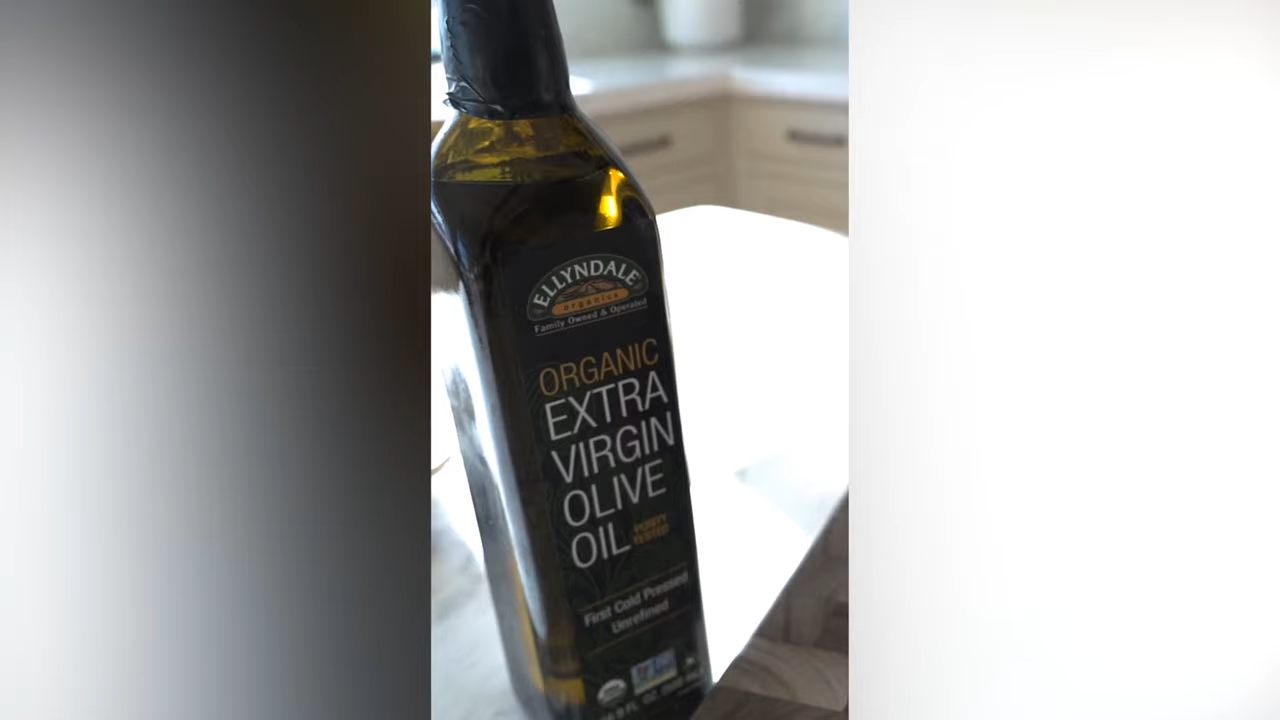 ELLYNDALE
organics
Family Owned & Operated
ORGANIC
EXTRA
VIRGIN
OLIVE
OIL
PURITY
TESTED
First Cold Pressed
Unrefined